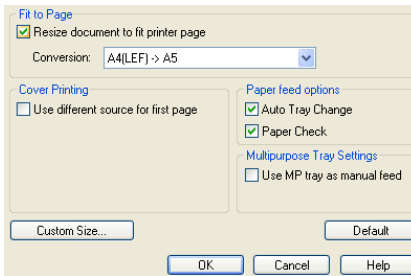 Fit to Page
Resize document to fit printer page
Conversion: A4(LEF) -> A5
Cover Printing
Use different source for first page
Paper feed options
Auto Tray Change
Paper Check
Multipurpose Tray Settings
Use MP tray as manual feed
Custom Size...
Default
OK
Cancel
Help